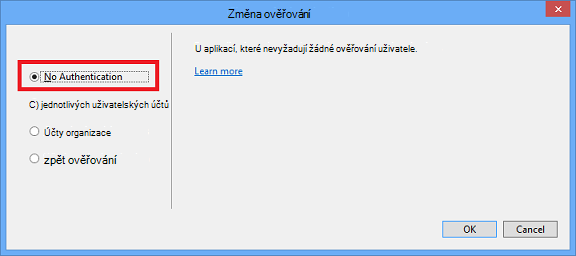 Změna ověřování
U aplikací, které nevyžadují žádné ověřování uživatele.
Learn more
No Authentication
C) jednotlivých uživatelských účtů
Účty organizace
zpět ověřování
OK
Cancel